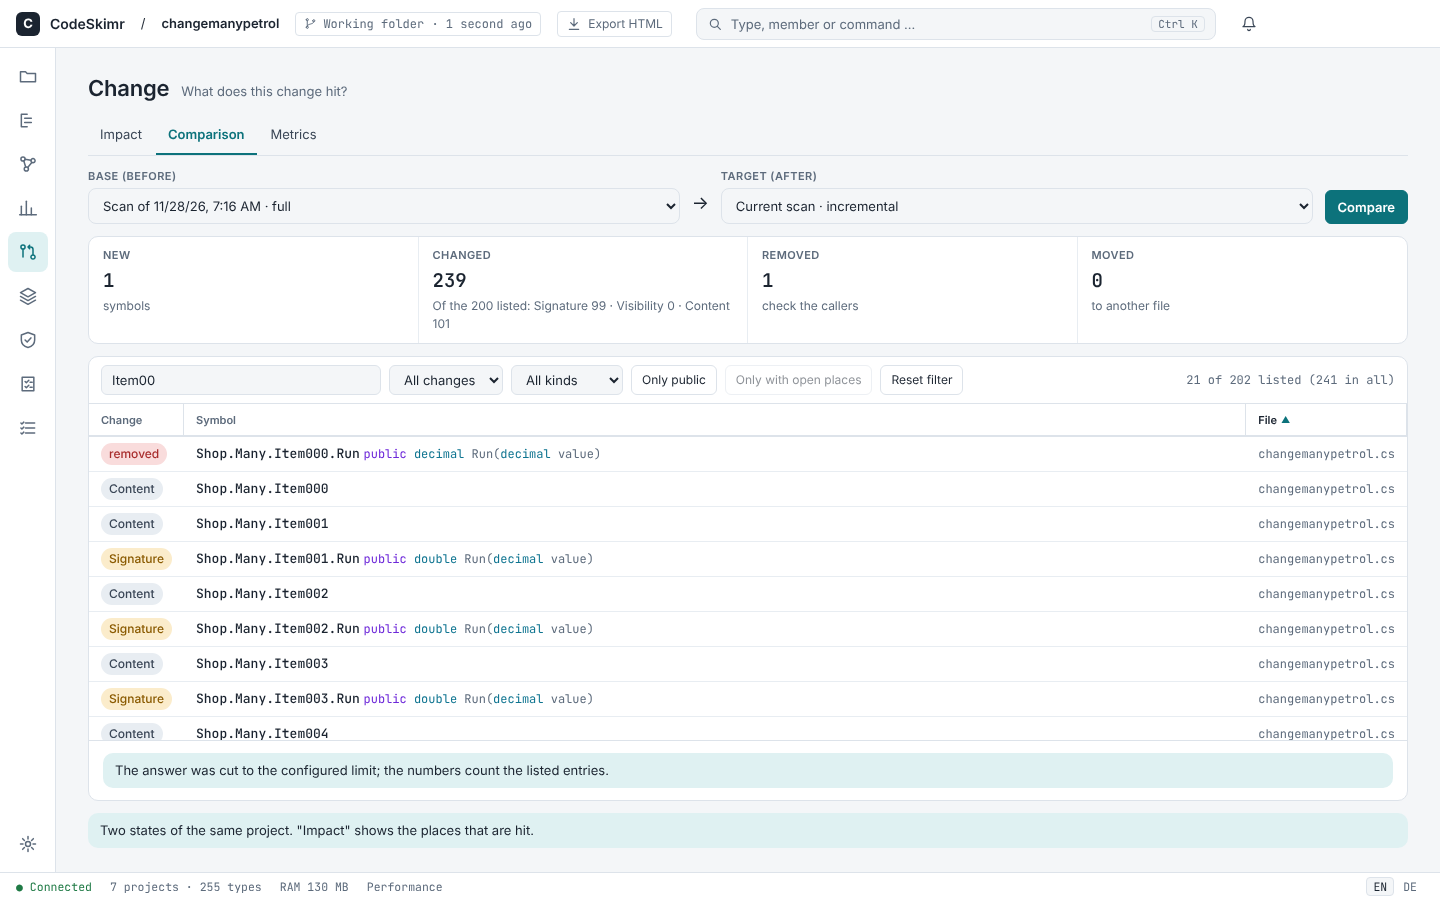 C CodeSkimr / changemanypetrol Working folder · 1 second ago Export HTML Type, member or command ... Ctrl K
Change What does this change hit?
Impact Comparison Metrics
BASE (BEFORE) TARGET (AFTER)
Scan of 11/28/26, 7:16 AM · full → Current scan · incremental Compare
NEW CHANGED REMOVED MOVED
1 239 1 0
symbols Of the 200 listed: Signature 99 · Visibility 0 · Content check the callers to another file
101
Item00 All changes All kinds Only public Only with open places Reset filter 21 of 202 listed (241 in all)
Change Symbol File ▲
removed Shop.Many.Item000.Run public decimal Run(decimal value) changemanypetrol.cs
Content Shop.Many.Item000 changemanypetrol.cs
Content Shop.Many.Item001 changemanypetrol.cs
Signature Shop.Many.Item001.Run public double Run(decimal value) changemanypetrol.cs
Content Shop.Many.Item002 changemanypetrol.cs
Signature Shop.Many.Item002.Run public double Run(decimal value) changemanypetrol.cs
Content Shop.Many.Item003 changemanypetrol.cs
Signature Shop.Many.Item003.Run public double Run(decimal value) changemanypetrol.cs
Content Shop.Many.Item004 changemanypetrol.cs
The answer was cut to the configured limit; the numbers count the listed entries.
Two states of the same project. "Impact" shows the places that are hit.
● Connected 7 projects · 255 types RAM 130 MB Performance EN DE